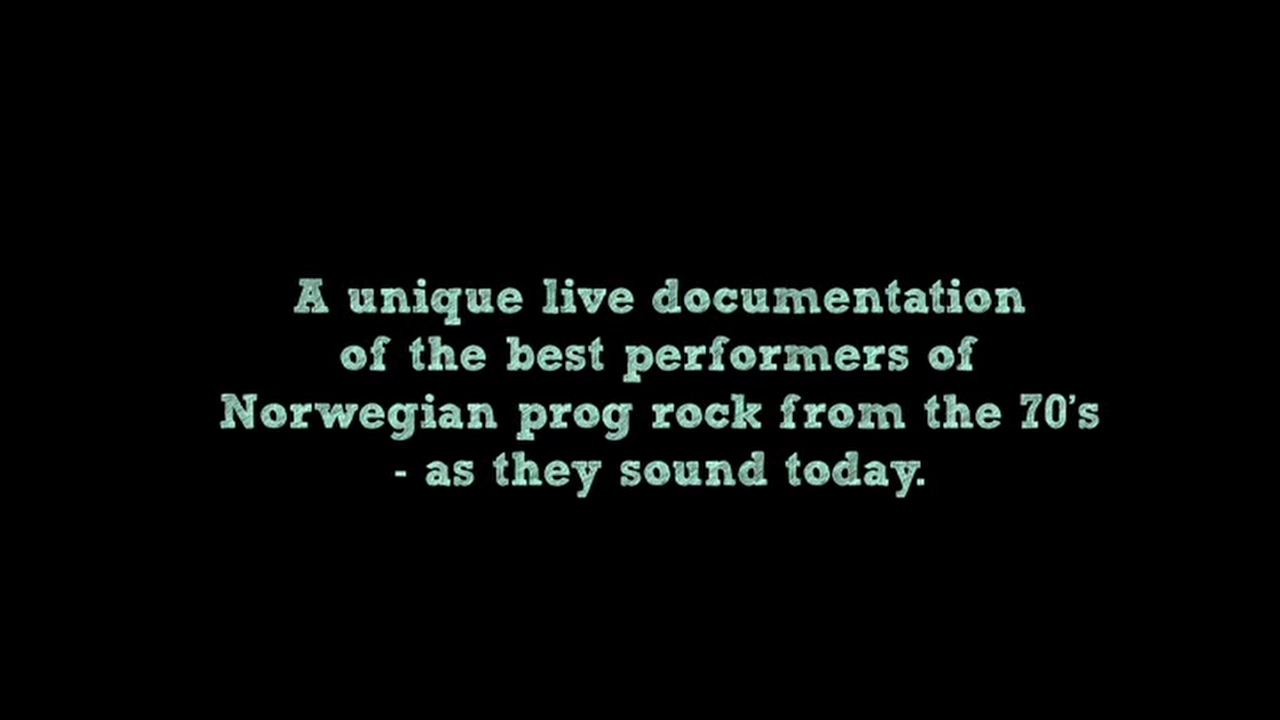 A unique live documentation
of the best performers of
Norwegian prog rock from the 70's
- as they sound today.